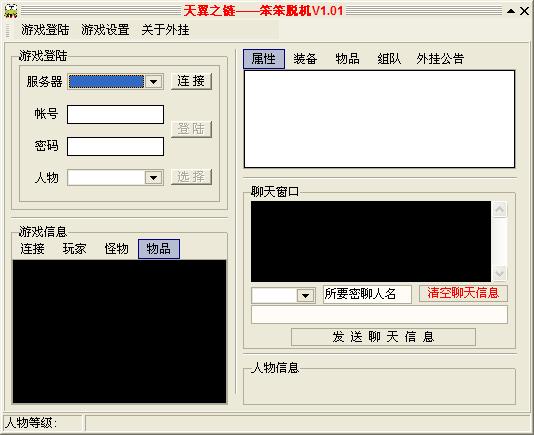 天翼之链——笨笨脱机V1.01
游戏登陆 游戏设置 关于外挂
游戏登陆
服务器 连接
帐号
登陆
密码
人物 选择
属性 装备 物品 组队 外挂公告
聊天窗口
所要密聊人名 清空聊天信息
发送聊天信息
游戏信息
连接 玩家 怪物 物品
人物信息
人物等级: